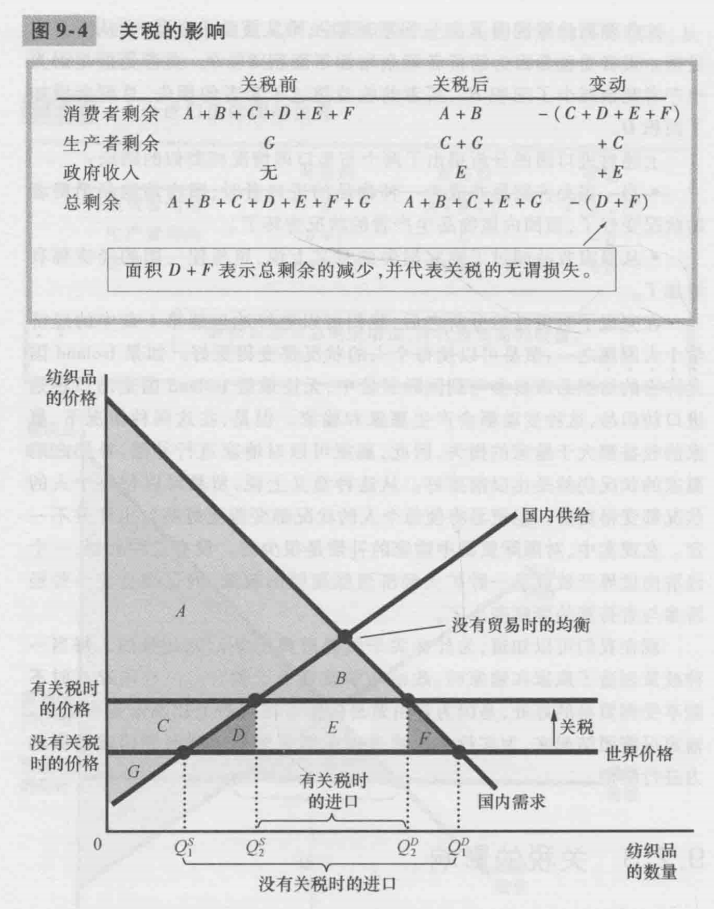 图 9-4 关税的影响
关税前 关税后 变动
消费者剩余 A+B+C+D+E+F A+B -(C+D+E+F)
生产者剩余 G C+G +C
政府收入 无 E +E
总剩余 A+B+C+D+E+F+G A+B+C+E+G -(D+F)
面积 D+F 表示总剩余的减少,并代表关税的无谓损失。
纺织品
的价格
国内供给
A
没有贸易时的均衡
B
有关税时
的价格
C D E F
关税
没有关税
时的价格
G
世界价格
有关税时
的进口
国内需求
0 Q₁ˢ Q₂ˢ Q₂ᴰ Q₁ᴰ
纺织品
的数量
没有关税时的进口